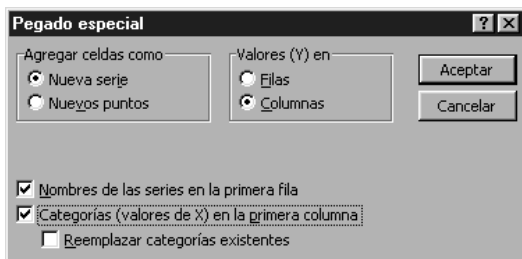 Pegado especial
Agregar celdas como
Nueva serie
Nuevos puntos
Valores (Y) en
Filas
Columnas
Aceptar
Cancelar
Nombres de las series en la primera fila
Categorías (valores de X) en la primera columna
Reemplazar categorías existentes